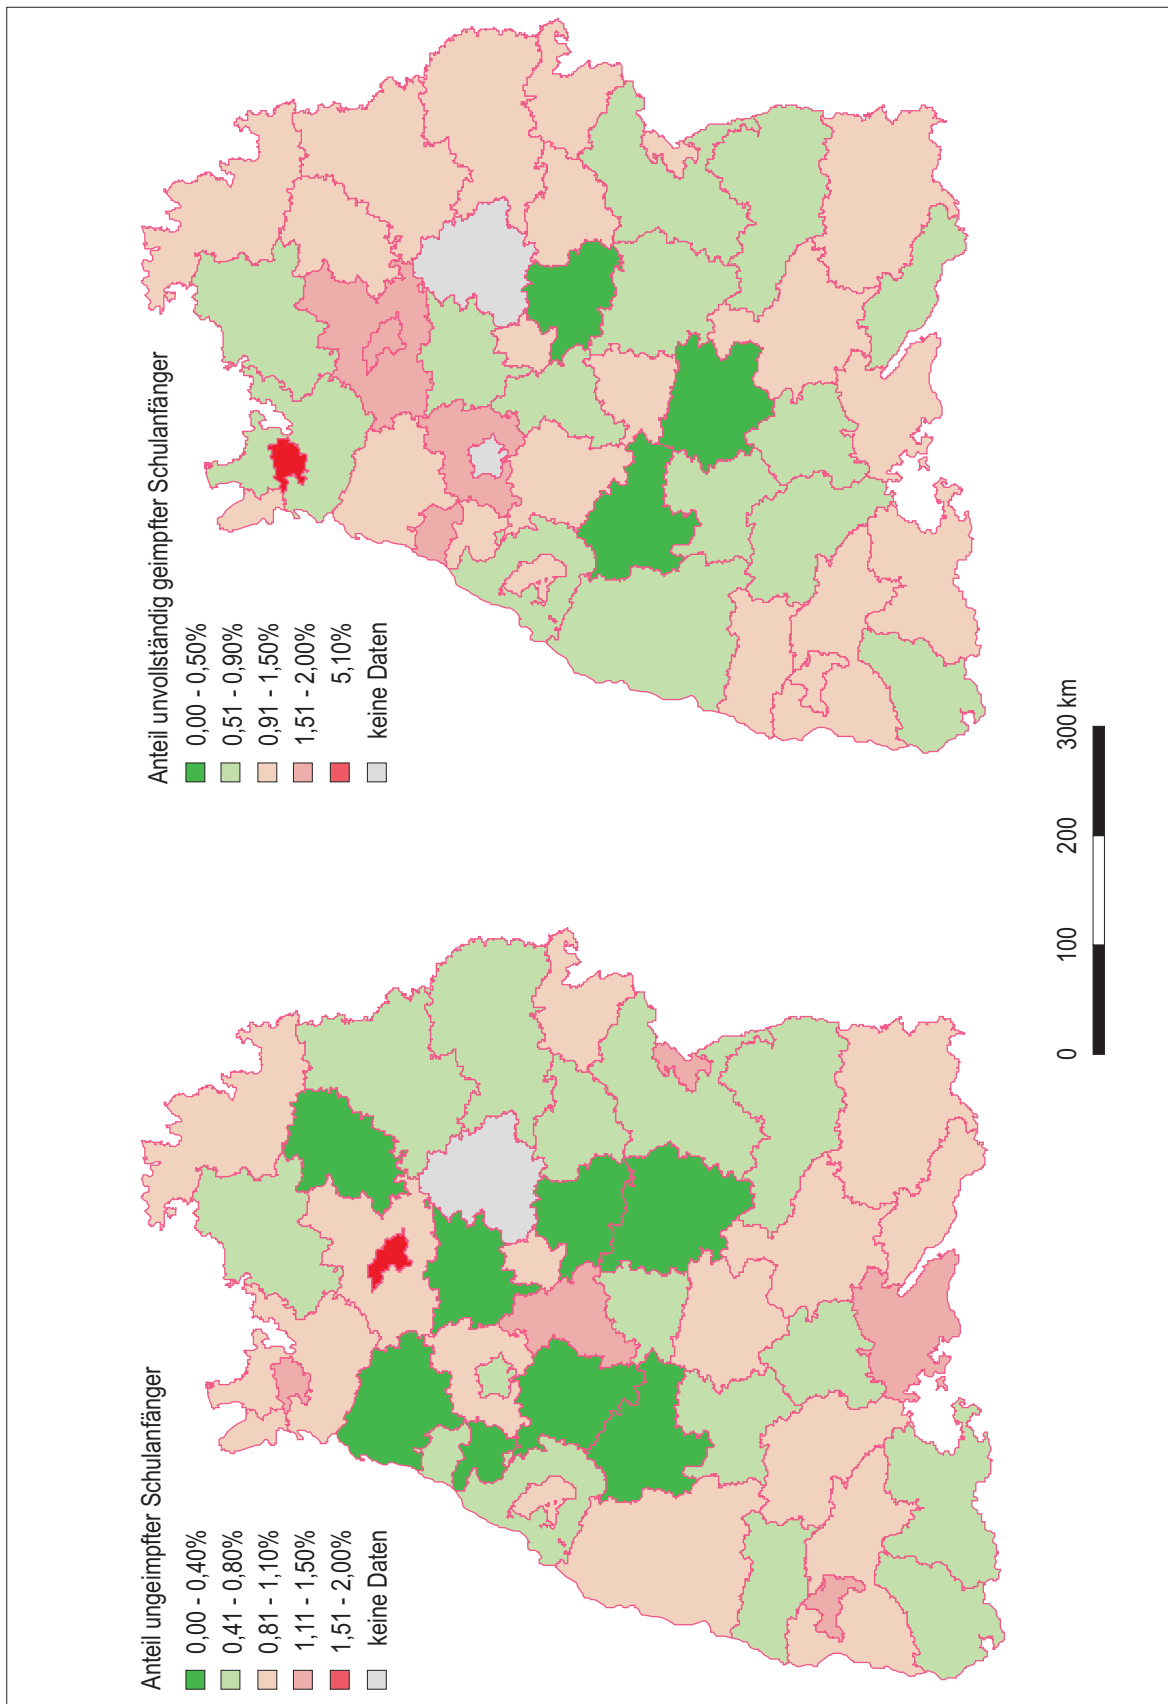 Anteil ungeimpfter Schulanfänger
0,00 - 0,40%
0,41 - 0,80%
0,81 - 1,10%
1,11 - 1,50%
1,51 - 2,00%
keine Daten
Anteil unvollständig geimpfter Schulanfänger
0,00 - 0,50%
0,51 - 0,90%
0,91 - 1,50%
1,51 - 2,00%
5,10%
keine Daten
0 100 200 300 km